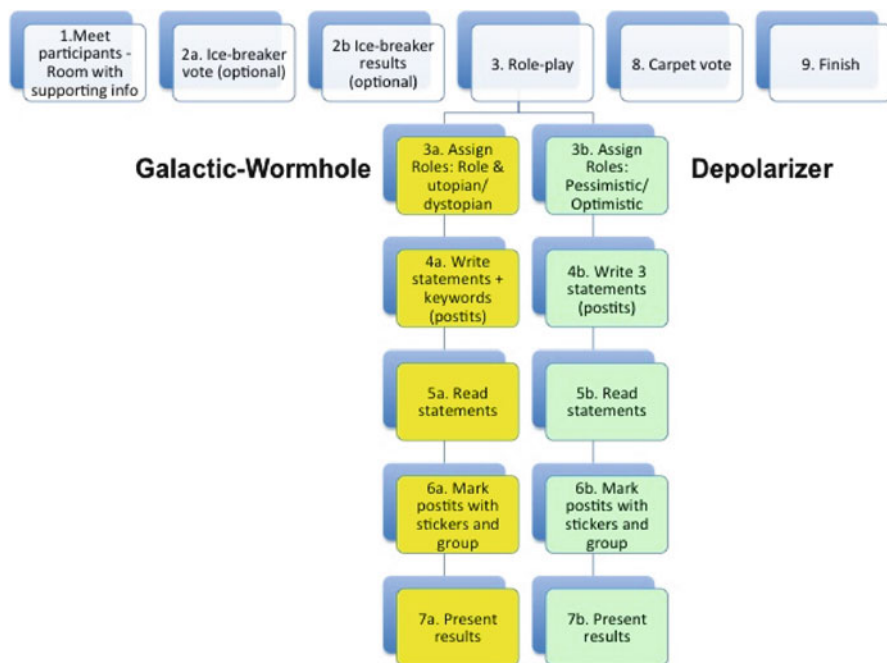 1.Meet
participants -
Room with
supporting info
2a. Ice-breaker
vote (optional)
2b Ice-breaker
results
(optional)
3. Role-play
8. Carpet vote
9. Finish
Galactic-Wormhole
3a. Assign
Roles: Role &
utopian/
dystopian
3b. Assign
Roles:
Pessimistic/
Optimistic
Depolarizer
4a. Write
statements +
keywords
(postits)
4b. Write 3
statements
(postits)
5a. Read
statements
5b. Read
statements
6a. Mark
postits with
stickers and
group
6b. Mark
postits with
stickers and
group
7a. Present
results
7b. Present
results